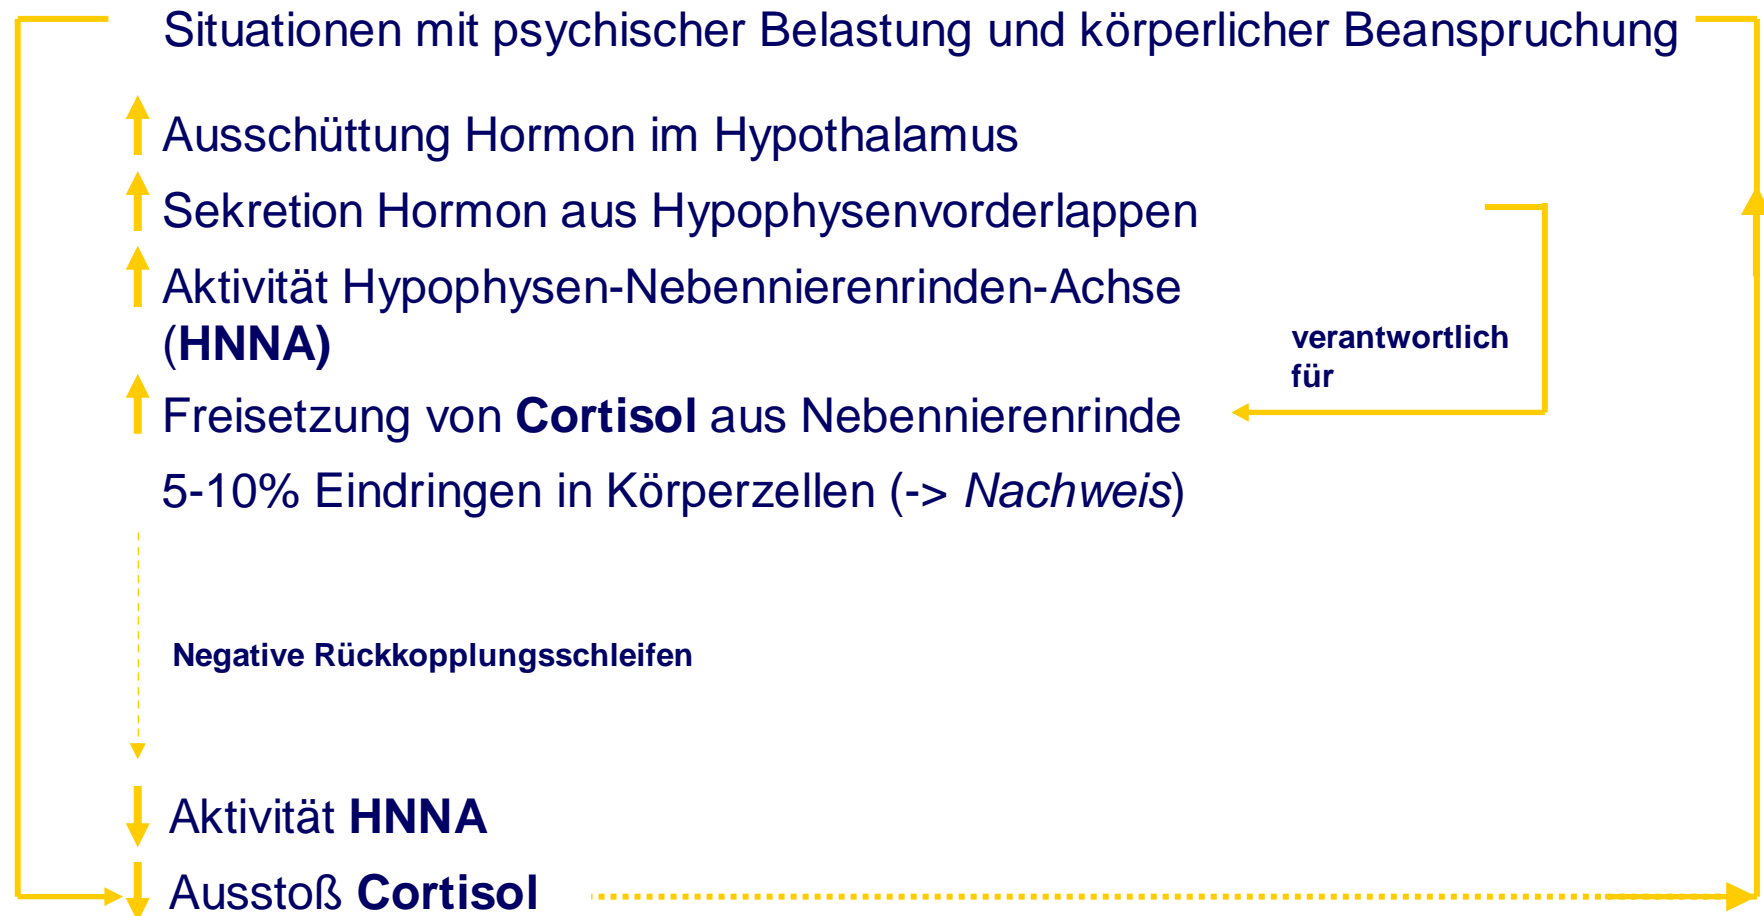 Situationen mit psychischer Belastung und körperlicher Beanspruchung
Ausschüttung Hormon im Hypothalamus
Sekretion Hormon aus Hypophysenvorderlappen
Aktivität Hypophysen-Nebennierenrinden-Achse
(HNNA)
verantwortlich
für
Freisetzung von Cortisol aus Nebennierenrinde
5-10% Eindringen in Körperzellen (-> Nachweis)
Negative Rückkopplungsschleifen
Aktivität HNNA
Ausstoß Cortisol